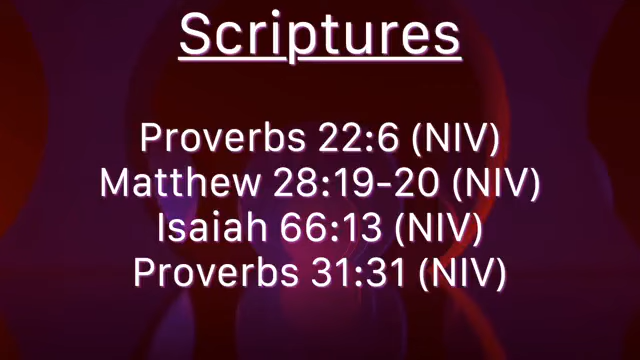 Scriptures
Proverbs 22:6 (NIV)
Matthew 28:19-20 (NIV)
Isaiah 66:13 (NIV)
Proverbs 31:31 (NIV)